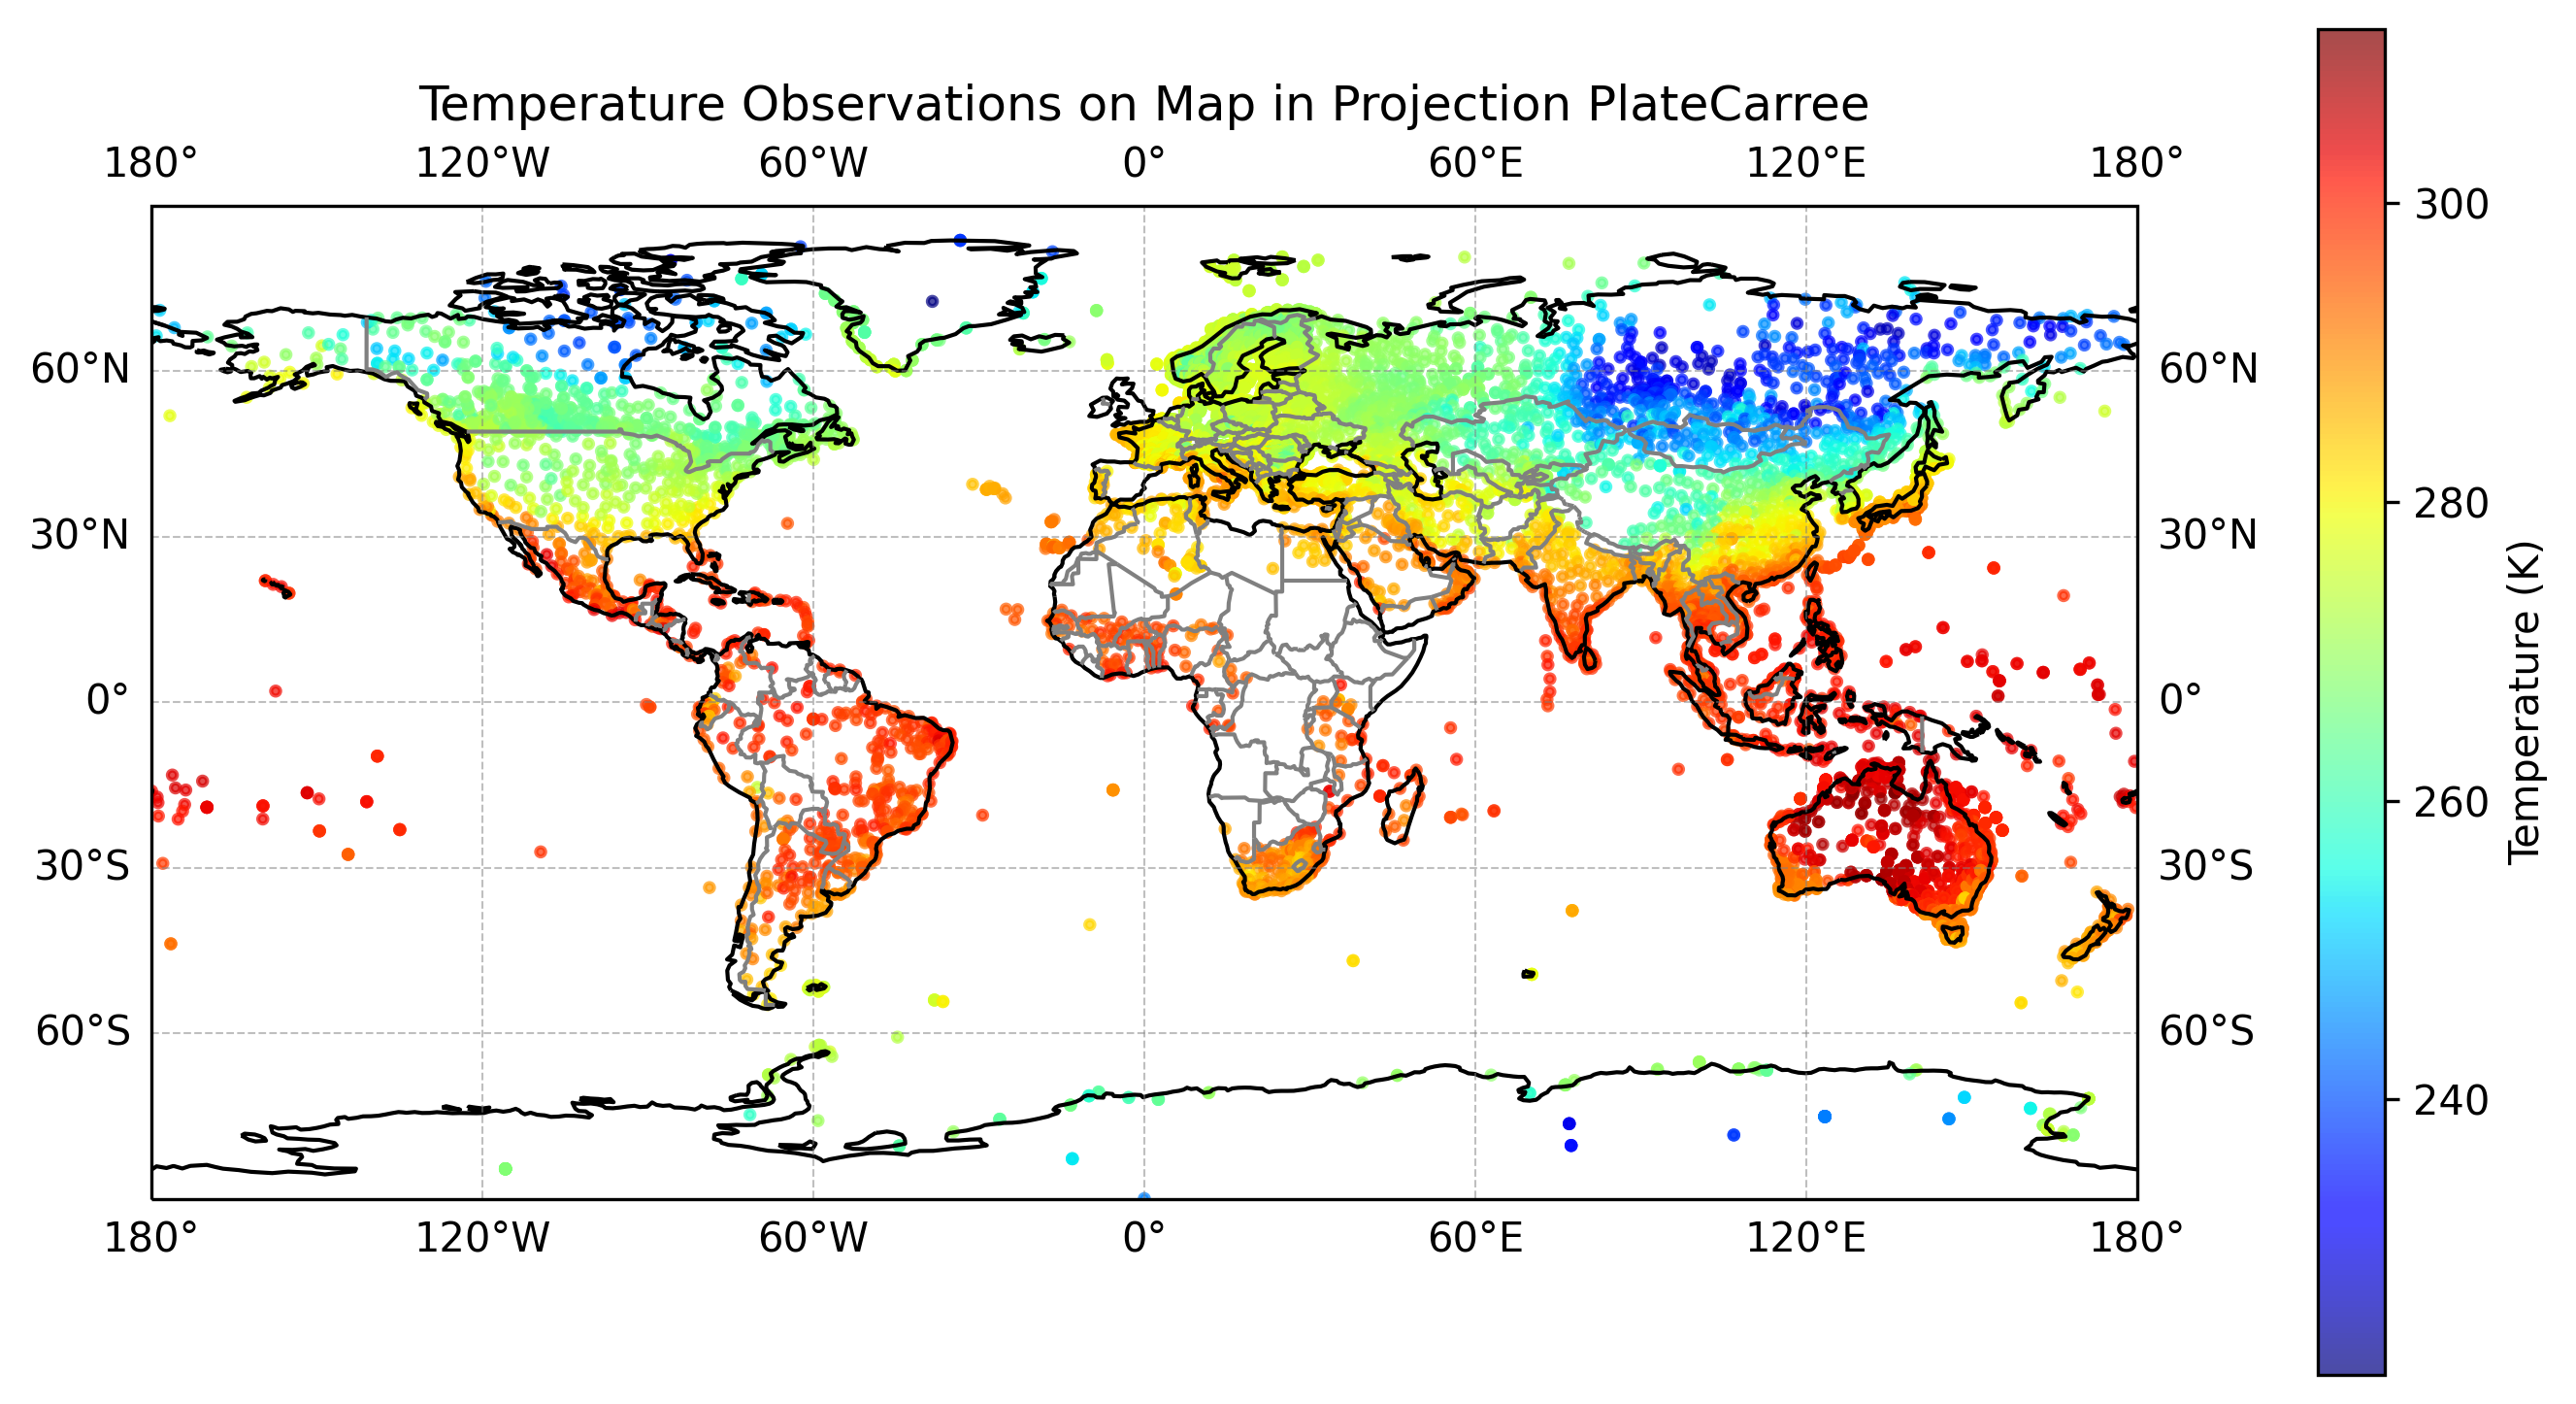 Temperature Observations on Map in Projection PlateCarree
180° 120°W 60°W 0° 60°E 120°E 180°
60°N 60°N
30°N 30°N
0° 0°
30°S 30°S
60°S 60°S
180° 120°W 60°W 0° 60°E 120°E 180°
300
280
260
240
Temperature (K)